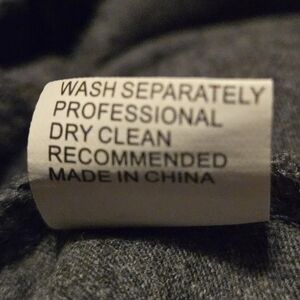 WASH SEPARATELY
PROFESSIONAL
DRY CLEAN
RECOMMENDED
MADE IN CHINA